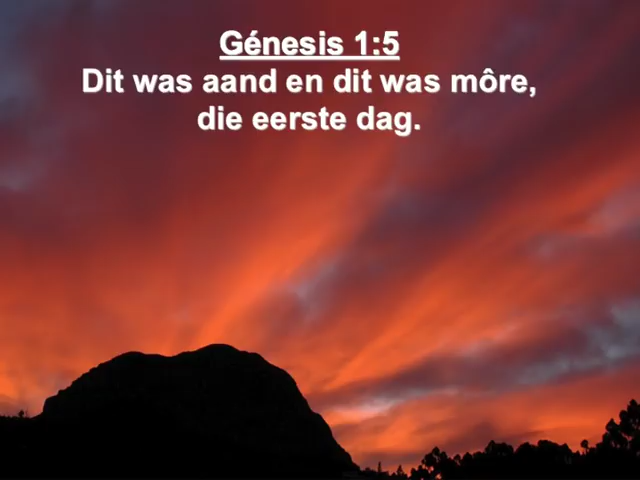 Génesis 1:5
Dit was aand en dit was môre,
die eerste dag.